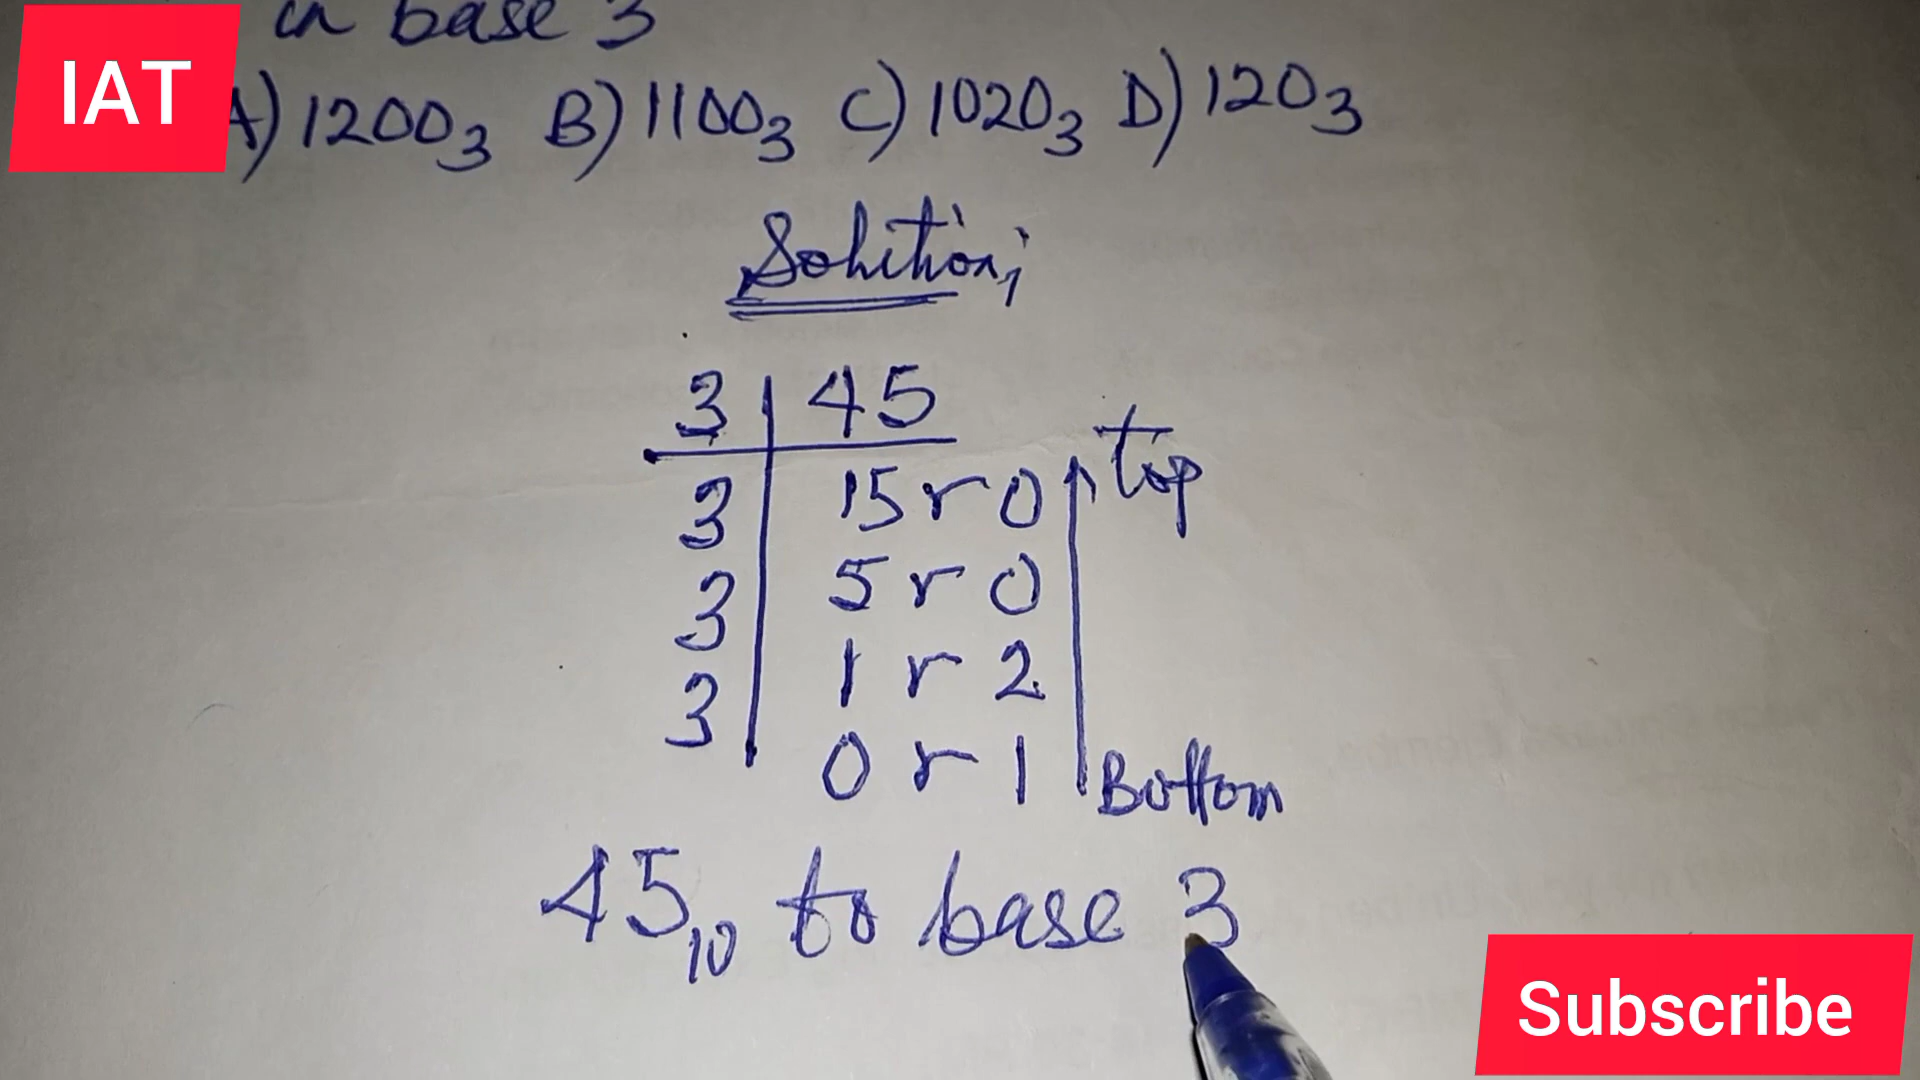 in base 3
IAT
A) 1200₃ B) 1100₃ C) 1020₃ D) 120₃
Solution;
3 | 45
3 | 15 r 0 Top
3 | 5 r 0
3 | 1 r 2
0 r 1 Bottom
45₁₀ to base 3
Subscribe